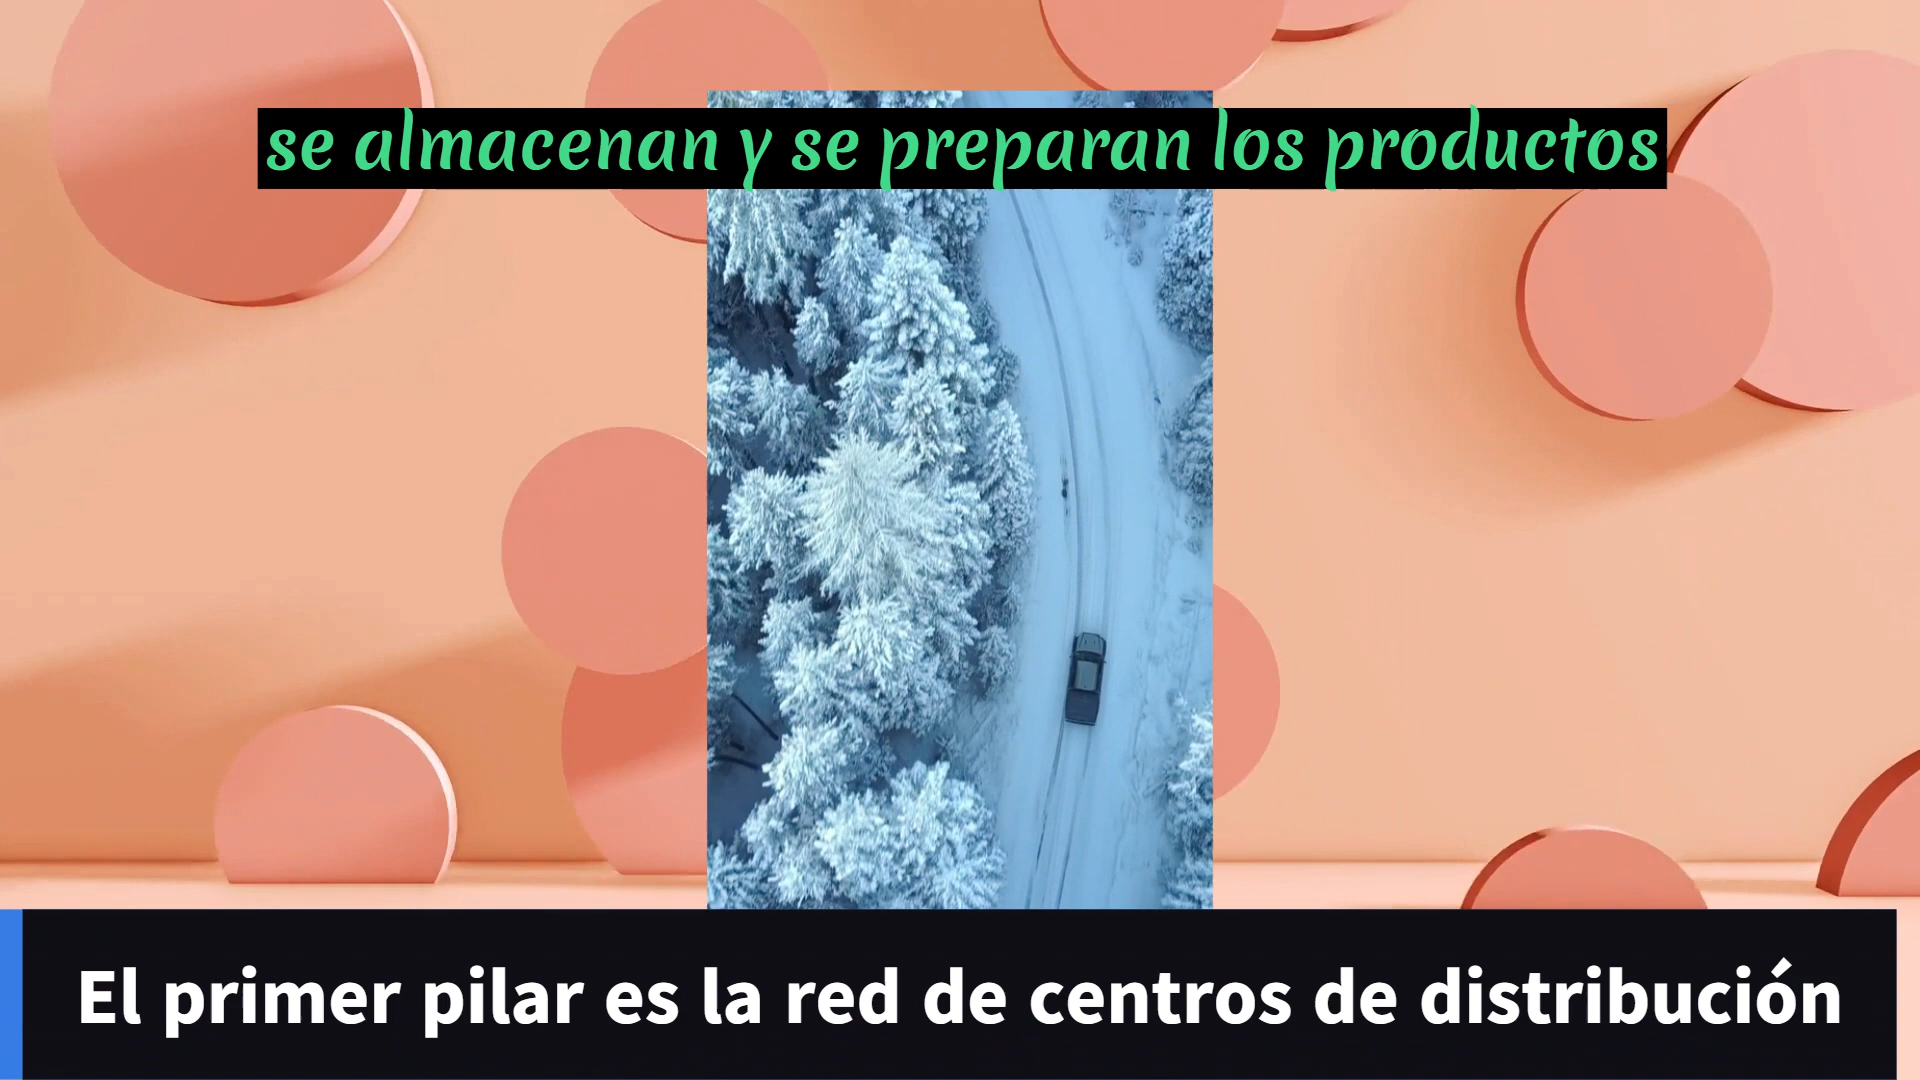 se almacenan y se preparan los productos
El primer pilar es la red de centros de distribución